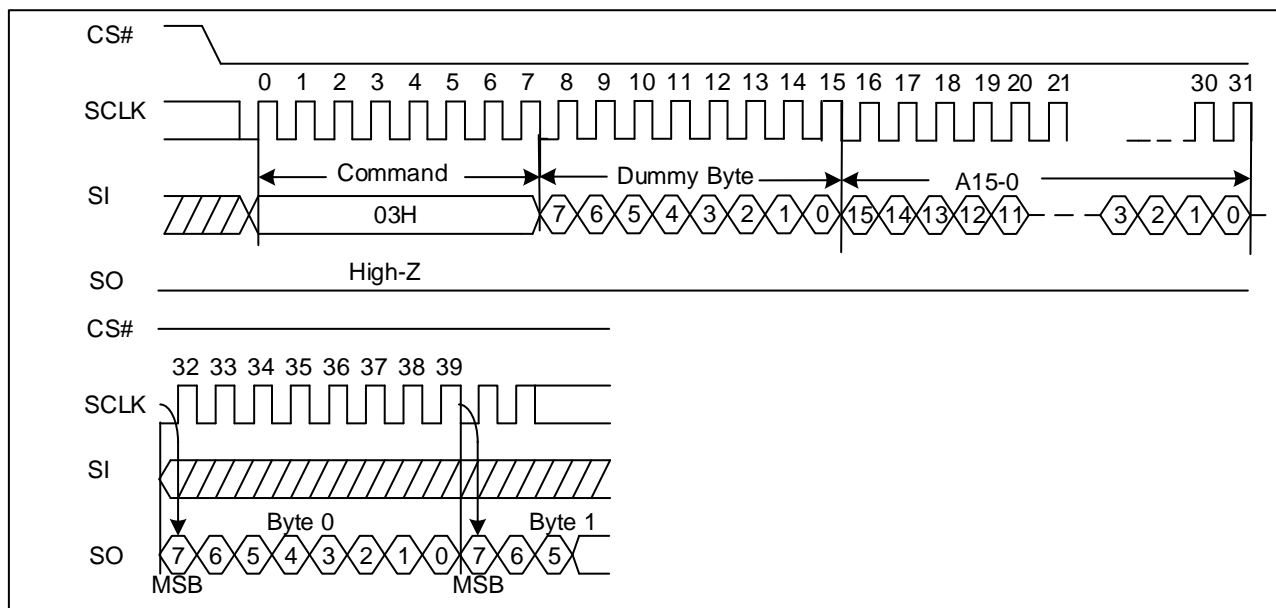 CS#
0 1 2 3 4 5 6 7 8 9 10 11 12 13 14 15 16 17 18 19 20 21 30 31
SCLK
Command Dummy Byte A15-0
SI
03H 7 6 5 4 3 2 1 0 15 14 13 12 11 3 2 1 0
High-Z
SO
CS#
32 33 34 35 36 37 38 39
SCLK
SI
Byte 0 Byte 1
SO 7 6 5 4 3 2 1 0 7 6 5
MSB MSB